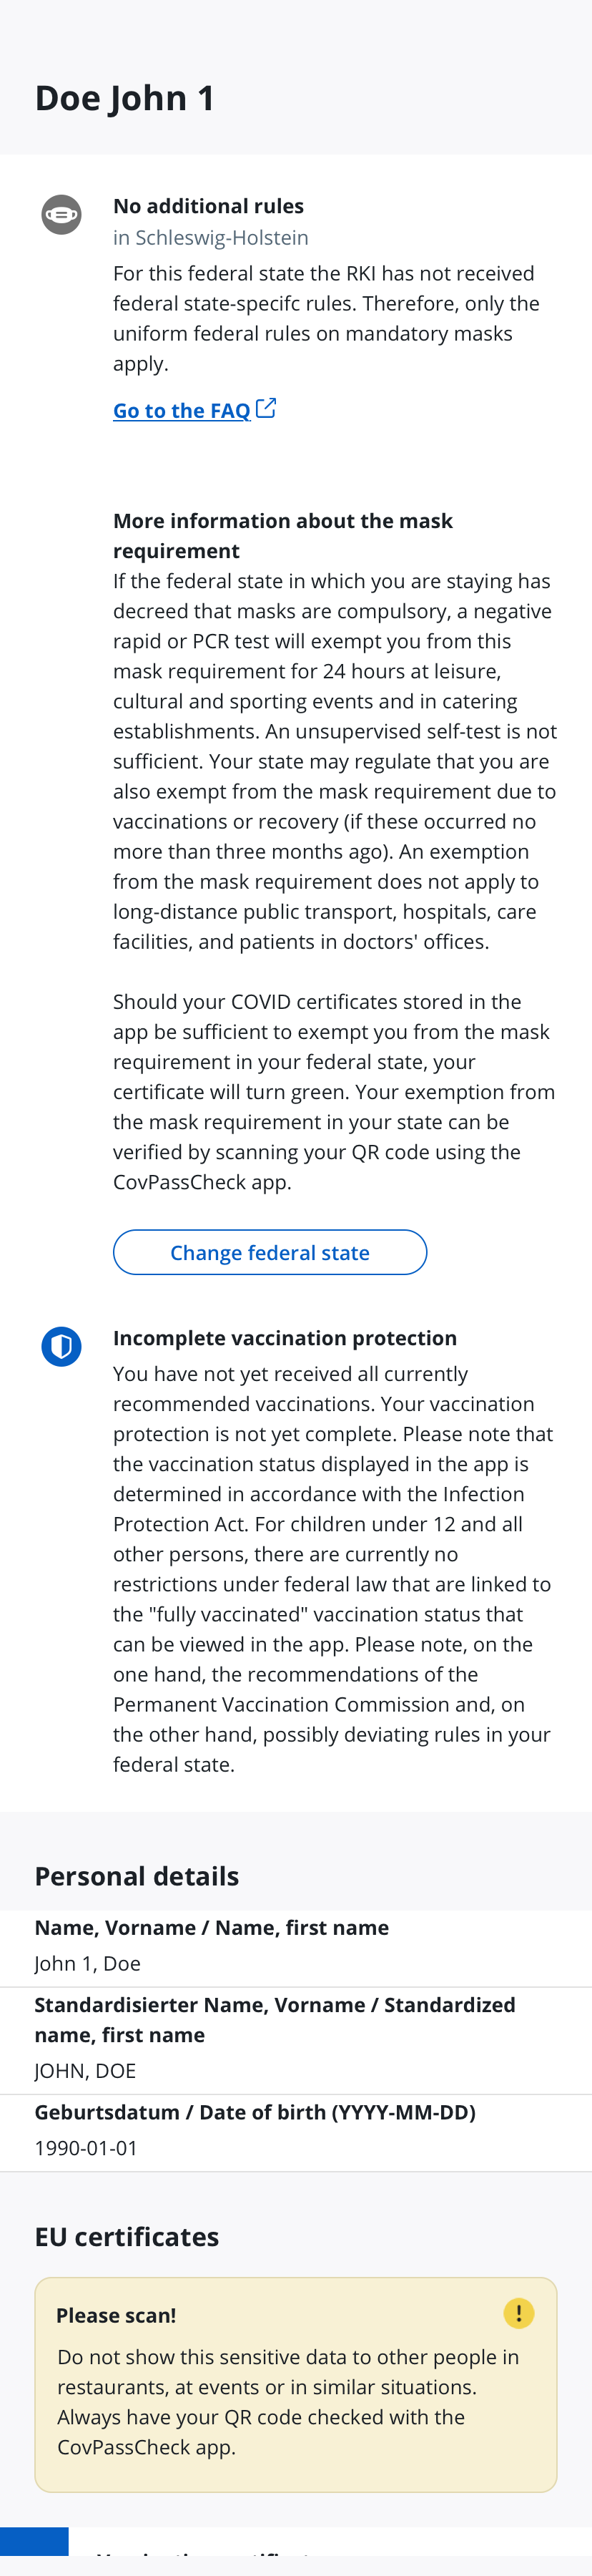 Doe John 1
No additional rules
in Schleswig-Holstein
For this federal state the RKI has not received
federal state-specifc rules. Therefore, only the
uniform federal rules on mandatory masks
apply.
Go to the FAQ
More information about the mask
requirement
If the federal state in which you are staying has
decreed that masks are compulsory, a negative
rapid or PCR test will exempt you from this
mask requirement for 24 hours at leisure,
cultural and sporting events and in catering
establishments. An unsupervised self-test is not
sufficient. Your state may regulate that you are
also exempt from the mask requirement due to
vaccinations or recovery (if these occurred no
more than three months ago). An exemption
from the mask requirement does not apply to
long-distance public transport, hospitals, care
facilities, and patients in doctors' offices.
Should your COVID certificates stored in the
app be sufficient to exempt you from the mask
requirement in your federal state, your
certificate will turn green. Your exemption from
the mask requirement in your state can be
verified by scanning your QR code using the
CovPassCheck app.
Change federal state
Incomplete vaccination protection
You have not yet received all currently
recommended vaccinations. Your vaccination
protection is not yet complete. Please note that
the vaccination status displayed in the app is
determined in accordance with the Infection
Protection Act. For children under 12 and all
other persons, there are currently no
restrictions under federal law that are linked to
the "fully vaccinated" vaccination status that
can be viewed in the app. Please note, on the
one hand, the recommendations of the
Permanent Vaccination Commission and, on
the other hand, possibly deviating rules in your
federal state.
Personal details
Name, Vorname / Name, first name
John 1, Doe
Standardisierter Name, Vorname / Standardized
name, first name
JOHN, DOE
Geburtsdatum / Date of birth (YYYY-MM-DD)
1990-01-01
EU certificates
Please scan!
Do not show this sensitive data to other people in
restaurants, at events or in similar situations.
Always have your QR code checked with the
CovPassCheck app.